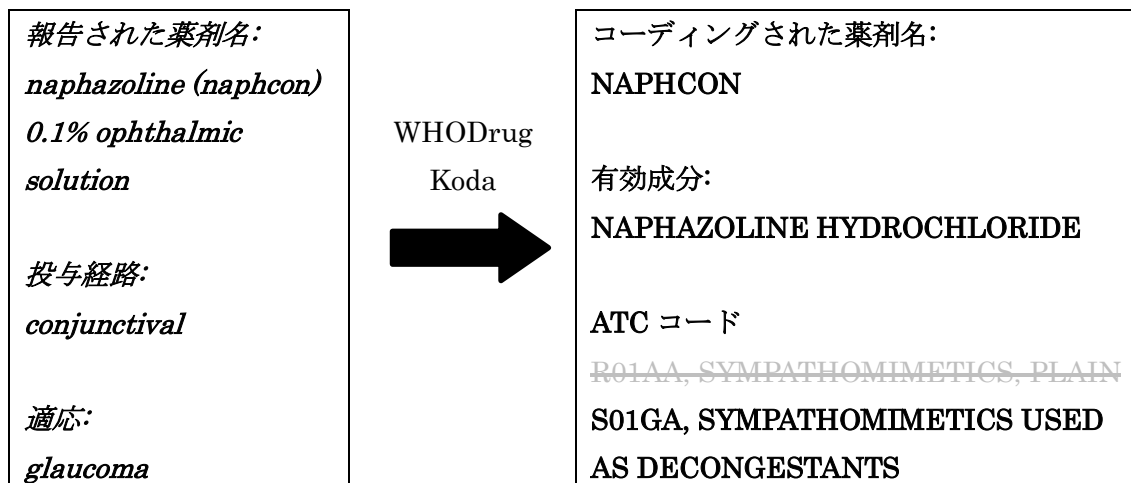 報告された薬剤名:
naphazoline (naphcon)
0.1% ophthalmic
solution
投与経路:
conjunctival
適応:
glaucoma
WHODrug
Koda
コーディングされた薬剤名:
NAPHCON
有効成分:
NAPHAZOLINE HYDROCHLORIDE
ATC コード
R01AA, SYMPATHOMIMETICS, PLAIN
S01GA, SYMPATHOMIMETICS USED
AS DECONGESTANTS